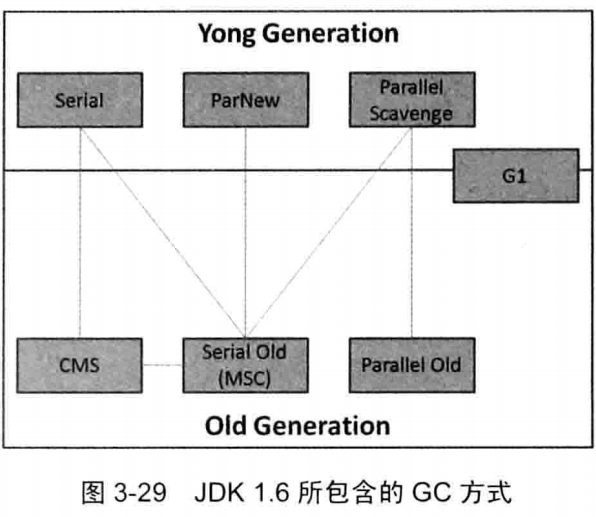 Yong Generation
Serial
ParNew
Parallel
Scavenge
G1
CMS
Serial Old
(MSC)
Parallel Old
Old Generation
图 3-29 JDK 1.6 所包含的 GC 方式